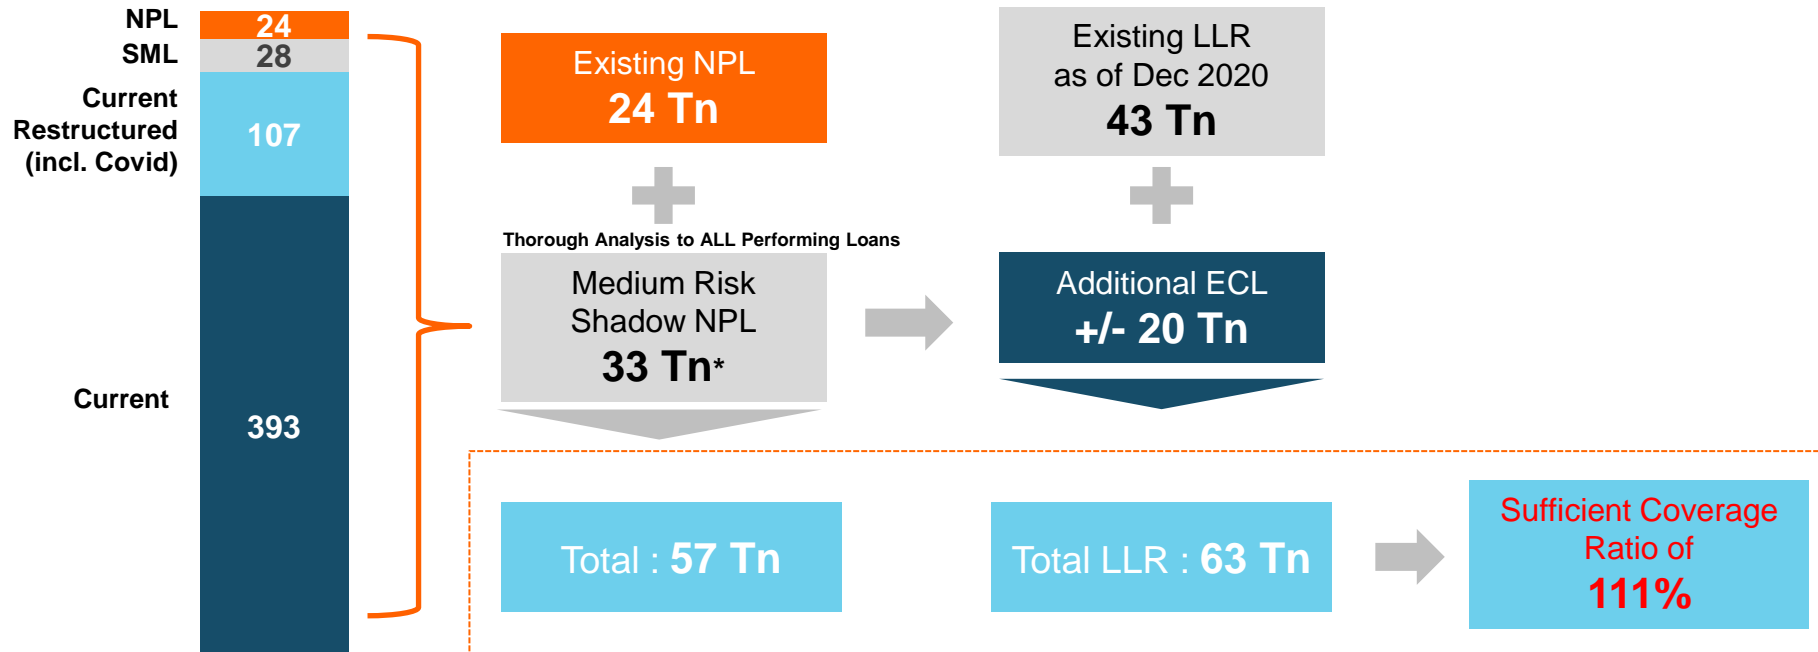 NPL
24
SML
28
Current
Restructured
(incl. Covid)
107
Current
393
Existing NPL
24 Tn
Thorough Analysis to ALL Performing Loans
Medium Risk
Shadow NPL
33 Tn*
Existing LLR
as of Dec 2020
43 Tn
Additional ECL
+/- 20 Tn
Total : 57 Tn
Total LLR : 63 Tn
Sufficient Coverage
Ratio of
111%